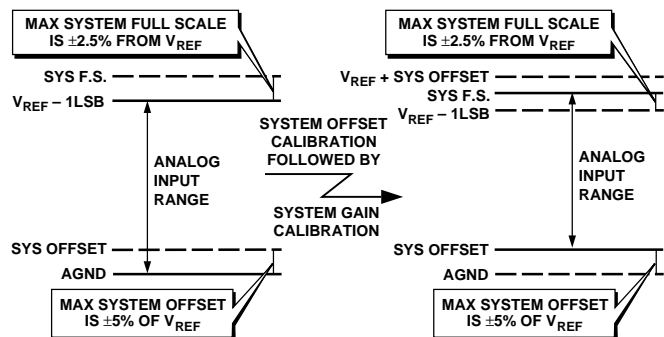 MAX SYSTEM FULL SCALE
IS ±2.5% FROM VREF
SYS F.S.
VREF – 1LSB
ANALOG
INPUT
RANGE
SYS OFFSET
AGND
MAX SYSTEM OFFSET
IS ±5% OF VREF
SYSTEM OFFSET
CALIBRATION
FOLLOWED BY
SYSTEM GAIN
CALIBRATION
MAX SYSTEM FULL SCALE
IS ±2.5% FROM VREF
VREF + SYS OFFSET
SYS F.S.
VREF – 1LSB
ANALOG
INPUT
RANGE
SYS OFFSET
AGND
MAX SYSTEM OFFSET
IS ±5% OF VREF